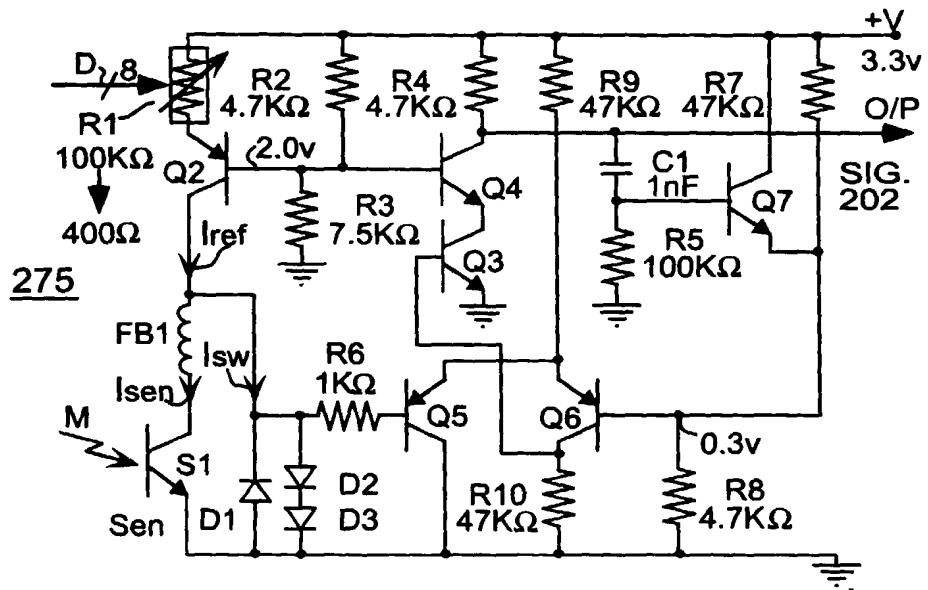 +V
3.3v
D 8
R1
100KΩ
400Ω
R2
4.7KΩ
R4
4.7KΩ
R9
47KΩ
R7
47KΩ
O/P
SIG.
202
Q2
2.0v
R3
7.5KΩ
Q4
Q3
C1
1nF
Q7
R5
100KΩ
Iref
275
FB1
Isw
Isen
R6
1KΩ
Q5
Q6
0.3v
M
S1
Sen
D1
D2
D3
R10
47KΩ
R8
4.7KΩ